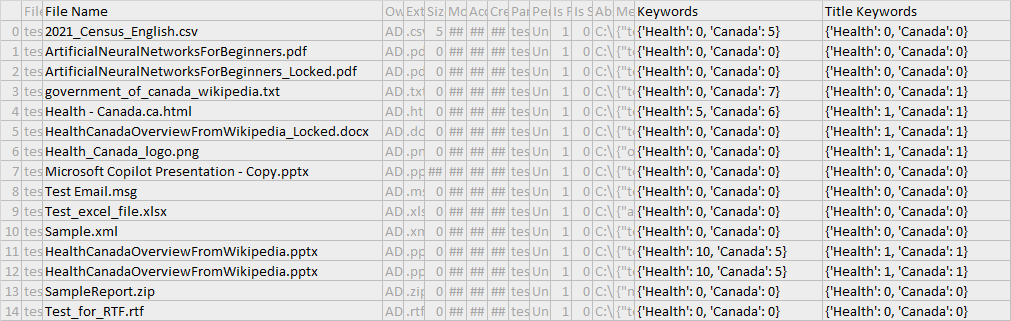 File File Name Ow Ext Siz Mo Acc Cre Par Per Is F Is S Ab Me Keywords Title Keywords
0 tes 2021_Census_English.csv AD .cs 5 ## ## ## tes Un 1 0 C:\ {"t {'Health': 0, 'Canada': 5} {'Health': 0, 'Canada': 0}
1 tes ArtificialNeuralNetworksForBeginners.pdf AD .pd 0 ## ## ## tes Un 1 0 C:\ {"t {'Health': 0, 'Canada': 0} {'Health': 0, 'Canada': 0}
2 tes ArtificialNeuralNetworksForBeginners_Locked.pdf AD .pd 0 ## ## ## tes Un 1 0 C:\ {"t {'Health': 0, 'Canada': 0} {'Health': 0, 'Canada': 0}
3 tes government_of_canada_wikipedia.txt AD .txt 0 ## ## ## tes Un 1 0 C:\ {"t {'Health': 0, 'Canada': 7} {'Health': 0, 'Canada': 1}
4 tes Health - Canada.ca.html AD .ht 0 ## ## ## tes Un 1 0 C:\ {"t {'Health': 5, 'Canada': 6} {'Health': 1, 'Canada': 1}
5 tes HealthCanadaOverviewFromWikipedia_Locked.docx AD .do 0 ## ## ## tes Un 1 0 C:\ {"t {'Health': 0, 'Canada': 0} {'Health': 1, 'Canada': 1}
6 tes Health_Canada_logo.png AD .pn 0 ## ## ## tes Un 1 0 C:\ {"o {'Health': 0, 'Canada': 0} {'Health': 1, 'Canada': 1}
7 tes Microsoft Copilot Presentation - Copy.pptx AD .pp ## ## ## ## tes Un 1 0 C:\ {"t {'Health': 0, 'Canada': 0} {'Health': 0, 'Canada': 0}
8 tes Test Email.msg AD .ms 0 ## ## ## tes Un 1 0 C:\ {"t {'Health': 0, 'Canada': 0} {'Health': 0, 'Canada': 0}
9 tes Test_excel_file.xlsx AD .xls 0 ## ## ## tes Un 1 0 C:\ {"a {'Health': 0, 'Canada': 0} {'Health': 0, 'Canada': 0}
10 tes Sample.xml AD .xn 0 ## ## ## tes Un 1 0 C:\ {"t {'Health': 0, 'Canada': 0} {'Health': 0, 'Canada': 0}
11 tes HealthCanadaOverviewFromWikipedia.pptx AD .pp 0 ## ## ## tes Un 1 0 C:\ {"t {'Health': 10, 'Canada': 5} {'Health': 1, 'Canada': 1}
12 tes HealthCanadaOverviewFromWikipedia.pptx AD .pp 0 ## ## ## tes Un 1 0 C:\ {"t {'Health': 10, 'Canada': 5} {'Health': 1, 'Canada': 1}
13 tes SampleReport.zip AD .zip 0 ## ## ## tes Un 1 0 C:\ {"n {'Health': 0, 'Canada': 0} {'Health': 0, 'Canada': 0}
14 tes Test_for_RTF.rtf AD .rtf 0 ## ## ## tes Un 1 0 C:\ {"t {'Health': 0, 'Canada': 0} {'Health': 0, 'Canada': 0}